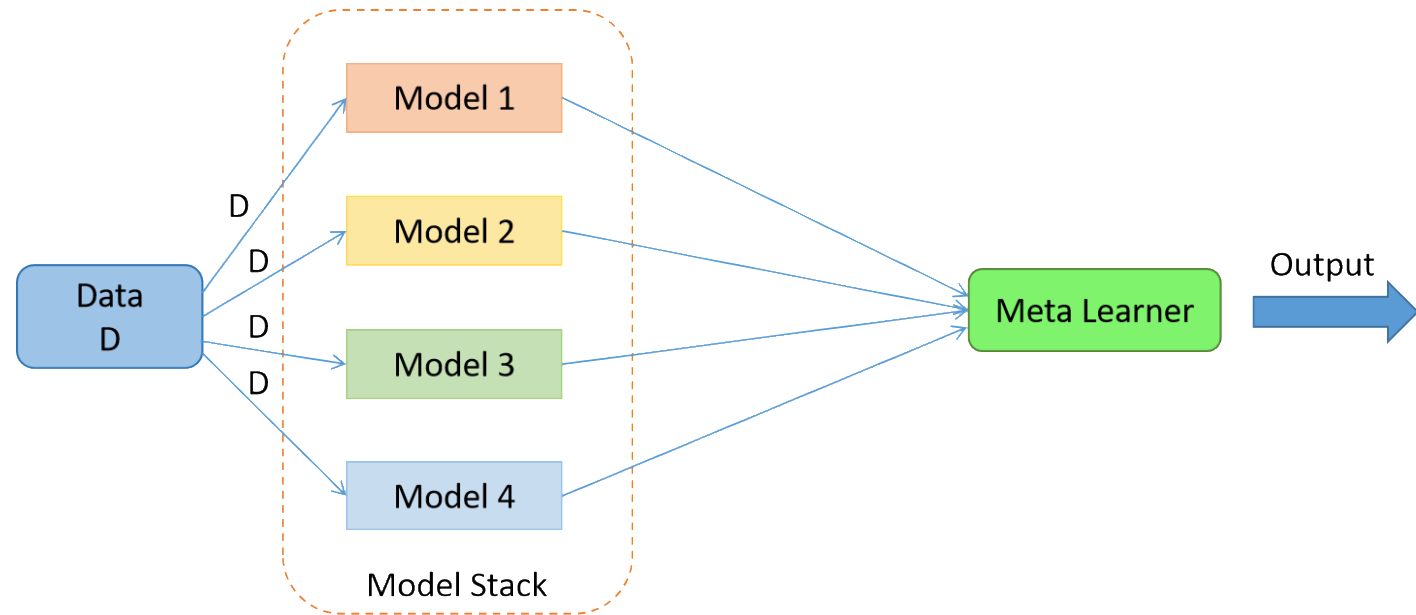 Data
D
D
D
D
D
Model 1
Model 2
Model 3
Model 4
Model Stack
Meta Learner
Output